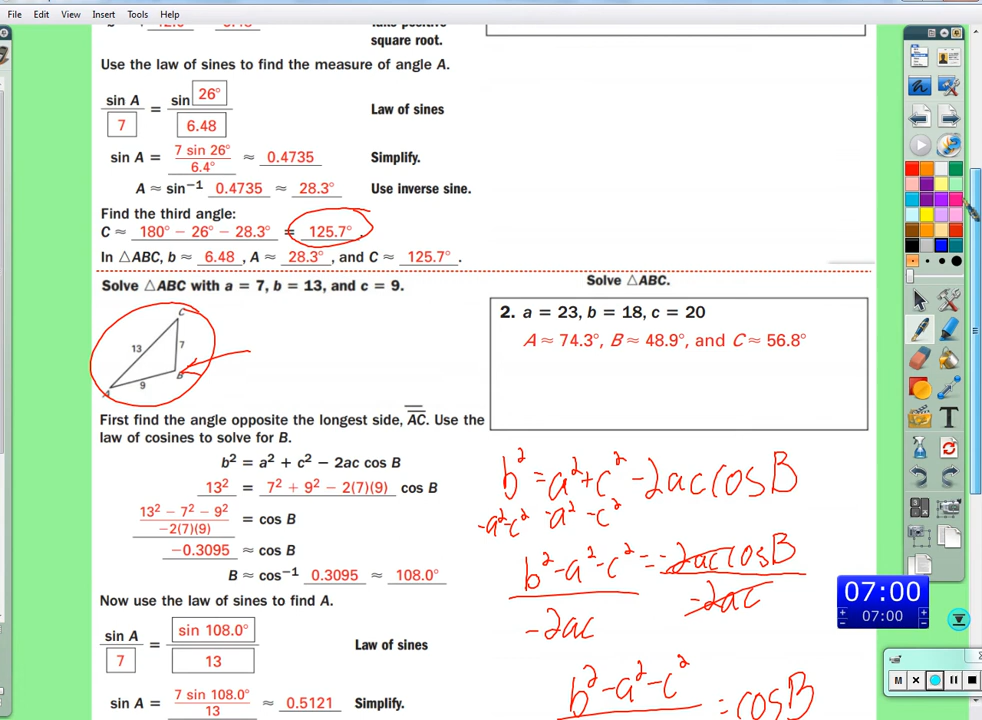 File Edit View Insert Tools Help
square root.
Use the law of sines to find the measure of angle A.
sin A / 7 = sin 26° / 6.48 Law of sines
sin A = 7 sin 26° / 6.4° ≈ 0.4735 Simplify.
A ≈ sin⁻¹ 0.4735 ≈ 28.3° Use inverse sine.
Find the third angle:
C ≈ 180° − 26° − 28.3° = 125.7°.
In △ABC, b ≈ 6.48, A ≈ 28.3°, and C ≈ 125.7°.
Solve △ABC with a = 7, b = 13, and c = 9.
C
13 7
B
9
A
First find the angle opposite the longest side, AC. Use the
law of cosines to solve for B.
b² = a² + c² − 2ac cos B
13² = 7² + 9² − 2(7)(9) cos B
13² − 7² − 9² / −2(7)(9) = cos B
−0.3095 ≈ cos B
B ≈ cos⁻¹ 0.3095 ≈ 108.0°
Now use the law of sines to find A.
sin A / 7 = sin 108.0° / 13 Law of sines
sin A = 7 sin 108.0° / 13 ≈ 0.5121 Simplify.
Solve △ABC.
2. a = 23, b = 18, c = 20
A ≈ 74.3°, B ≈ 48.9°, and C ≈ 56.8°
b² = a² + c² − 2ac cos B
−a² −c² −a² −c²
b² − a² − c² = −2ac cos B
−2ac −2ac
b² − a² − c² = cos B
07:00
07:00